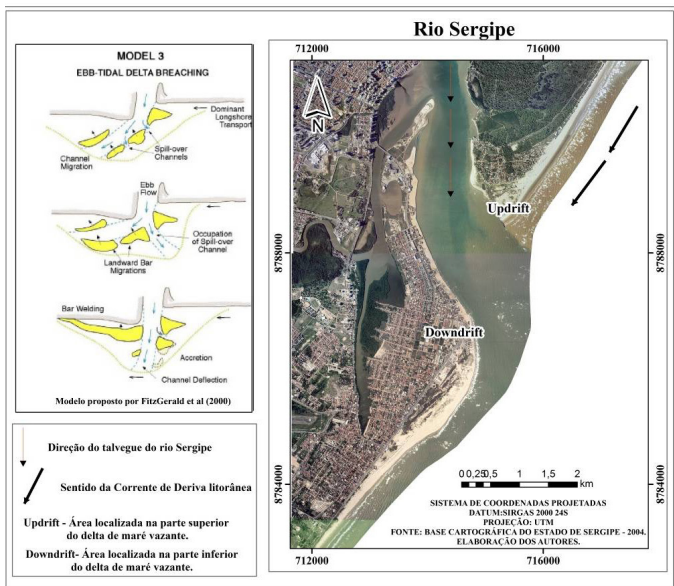 Rio Sergipe
MODEL 3
EBB-TIDAL DELTA BREACHING
Dominant
Longshore
Transport
Channel
Migration
Spill-over
Channels
Ebb
Flow
Occupation
of Spill-over
Channel
Landward Bar
Migrations
Bar Welding
Accretion
Channel Deflection
Modelo proposto por FitzGerald et al (2000)
Direção do talvegue do rio Sergipe
Sentido da Corrente de Deriva litorânea
Updrift - Área localizada na parte superior
do delta de maré vazante.
Downdrift- Área localizada na parte inferior
do delta de maré vazante.
712000
716000
N
Updrift
8788000
8788000
Downdrift
8784000
8784000
0 0,25 0,5 1 1,5 2
km
SISTEMA DE COORDENADAS PROJETADAS
DATUM:SIRGAS 2000 24S
PROJEÇÃO: UTM
FONTE: BASE CARTOGRÁFICA DO ESTADO DE SERGIPE - 2004.
ELABORAÇÃO DOS AUTORES.
712000
716000